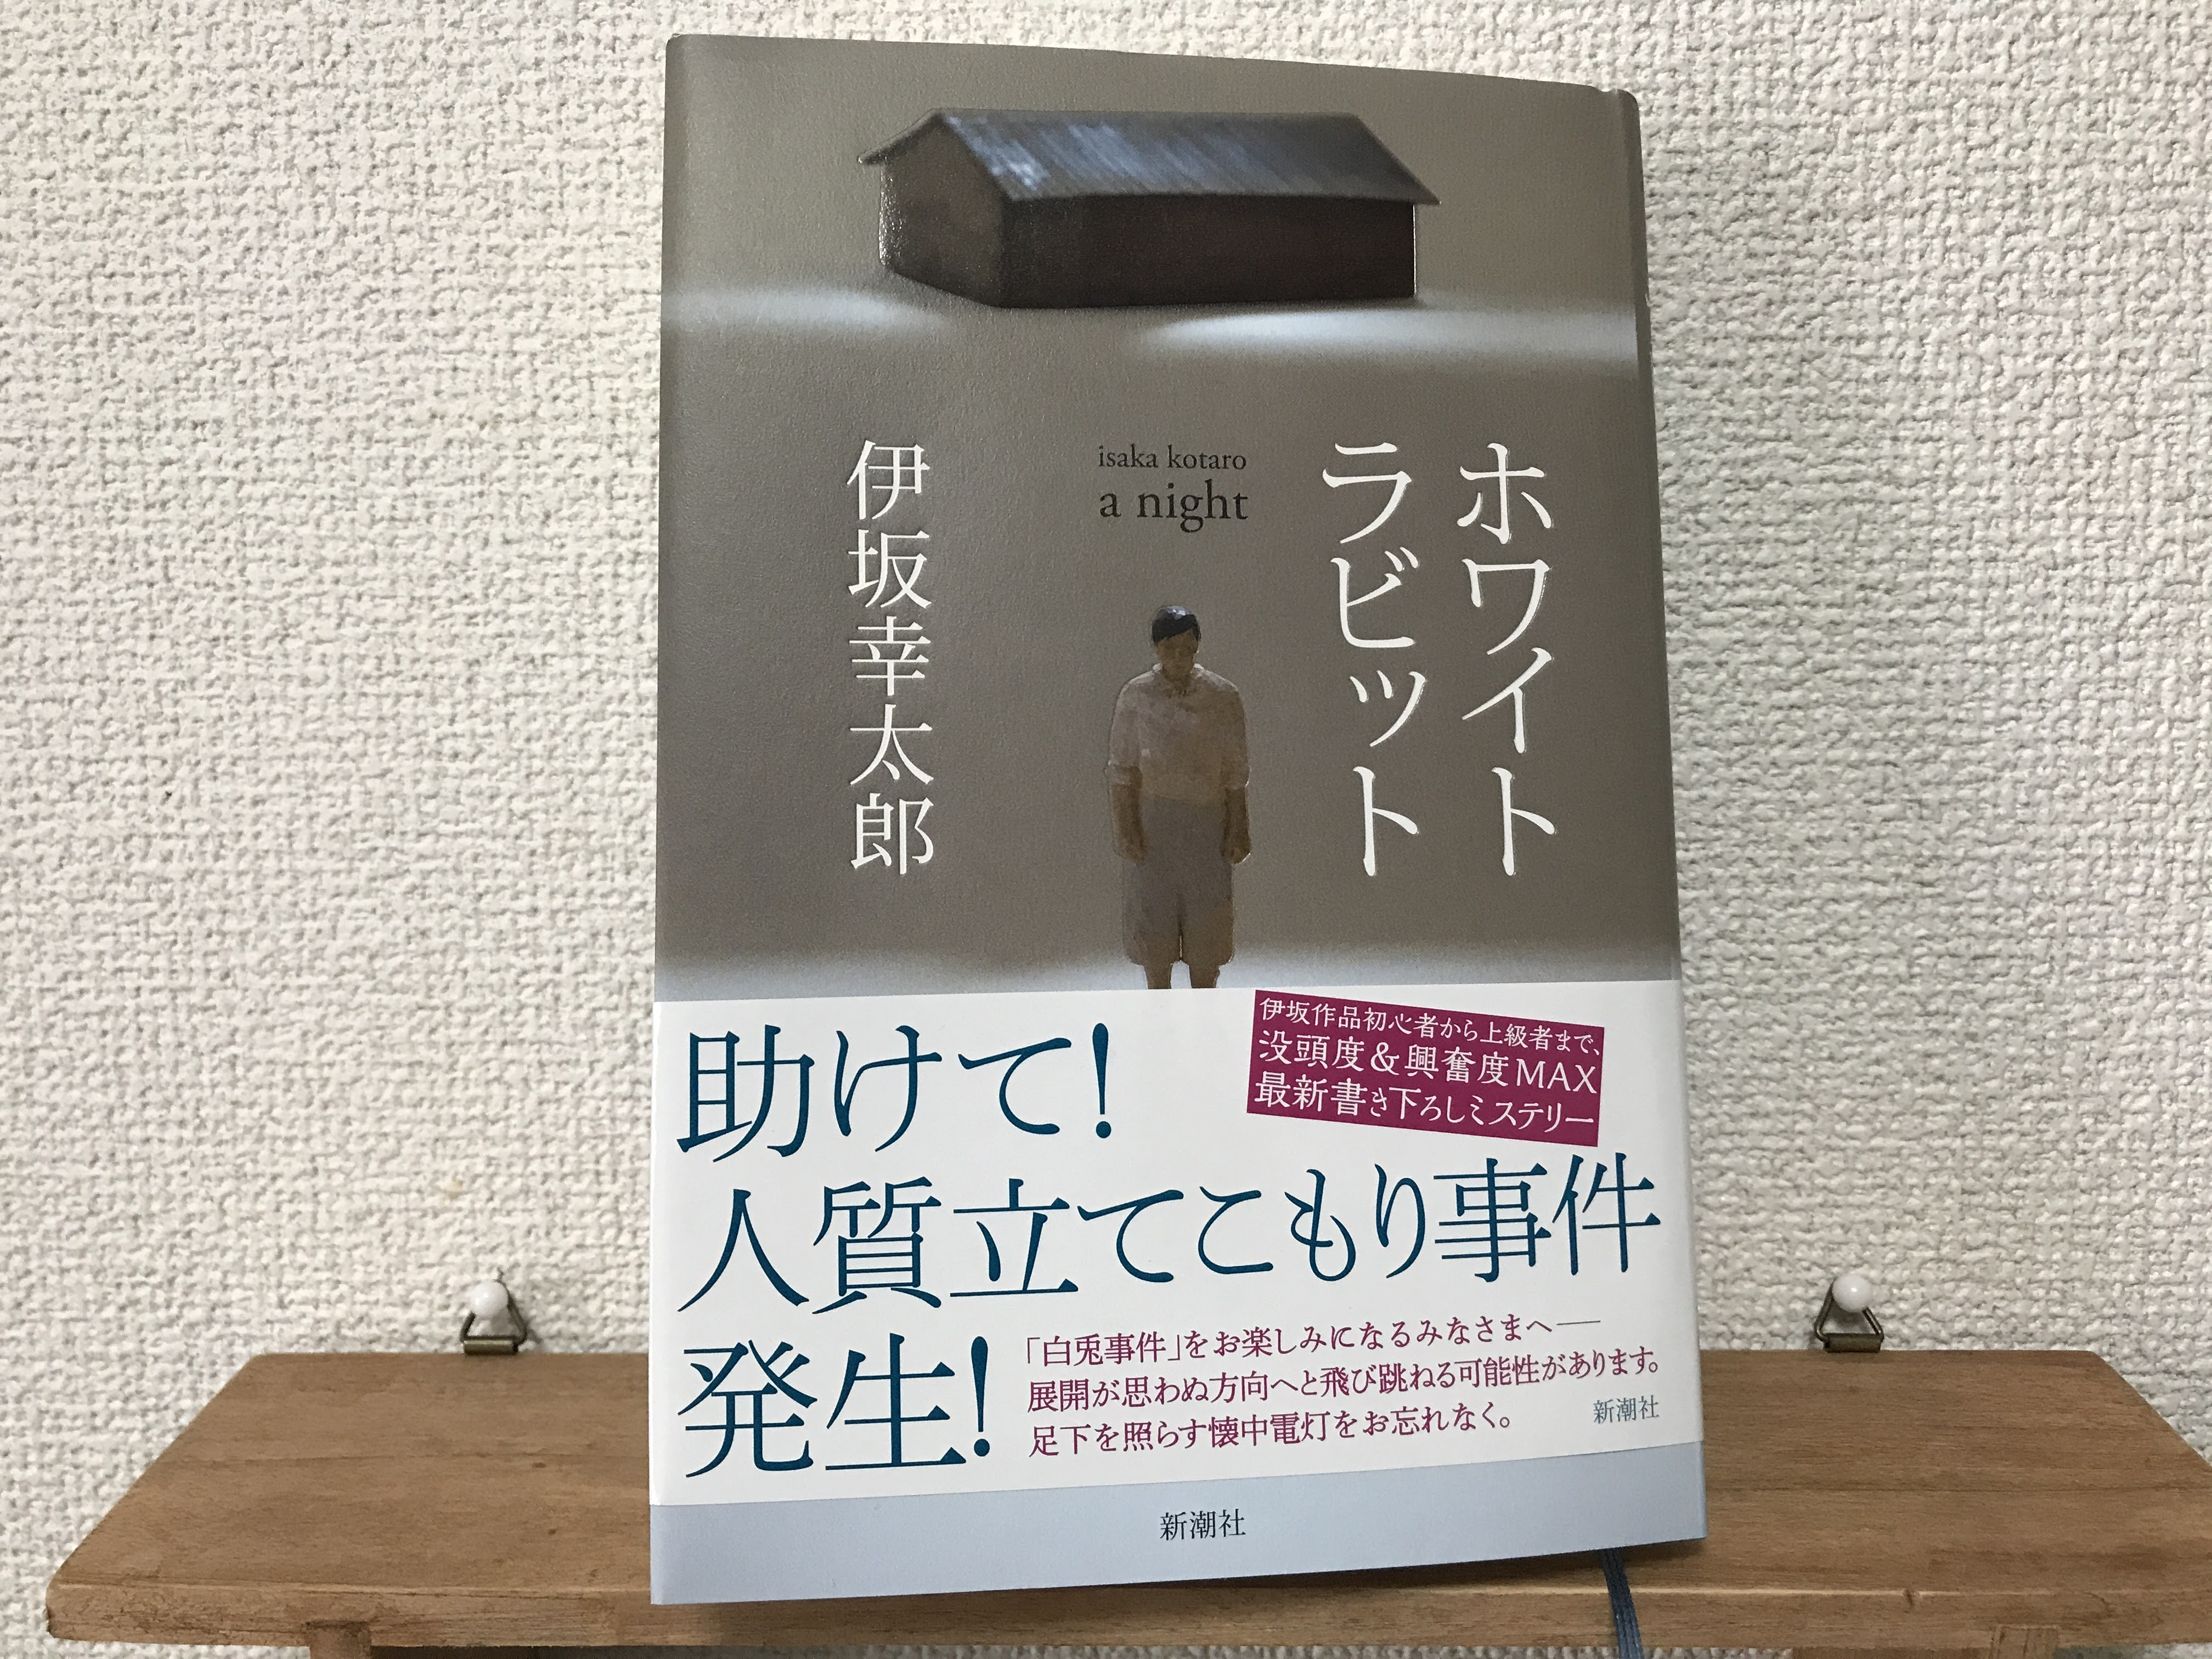 ホワイト
ラビット
isaka kotaro
a night
伊坂幸太郎
伊坂作品初心者から上級者まで、
没頭度&興奮度MAX
最新書き下ろしミステリー
助けて!
人質立てこもり事件
発生!
「白兎事件」をお楽しみになるみなさまへ――
展開が思わぬ方向へと飛び跳ねる可能性があります。
足下を照らす懐中電灯をお忘れなく。
新潮社
新潮社